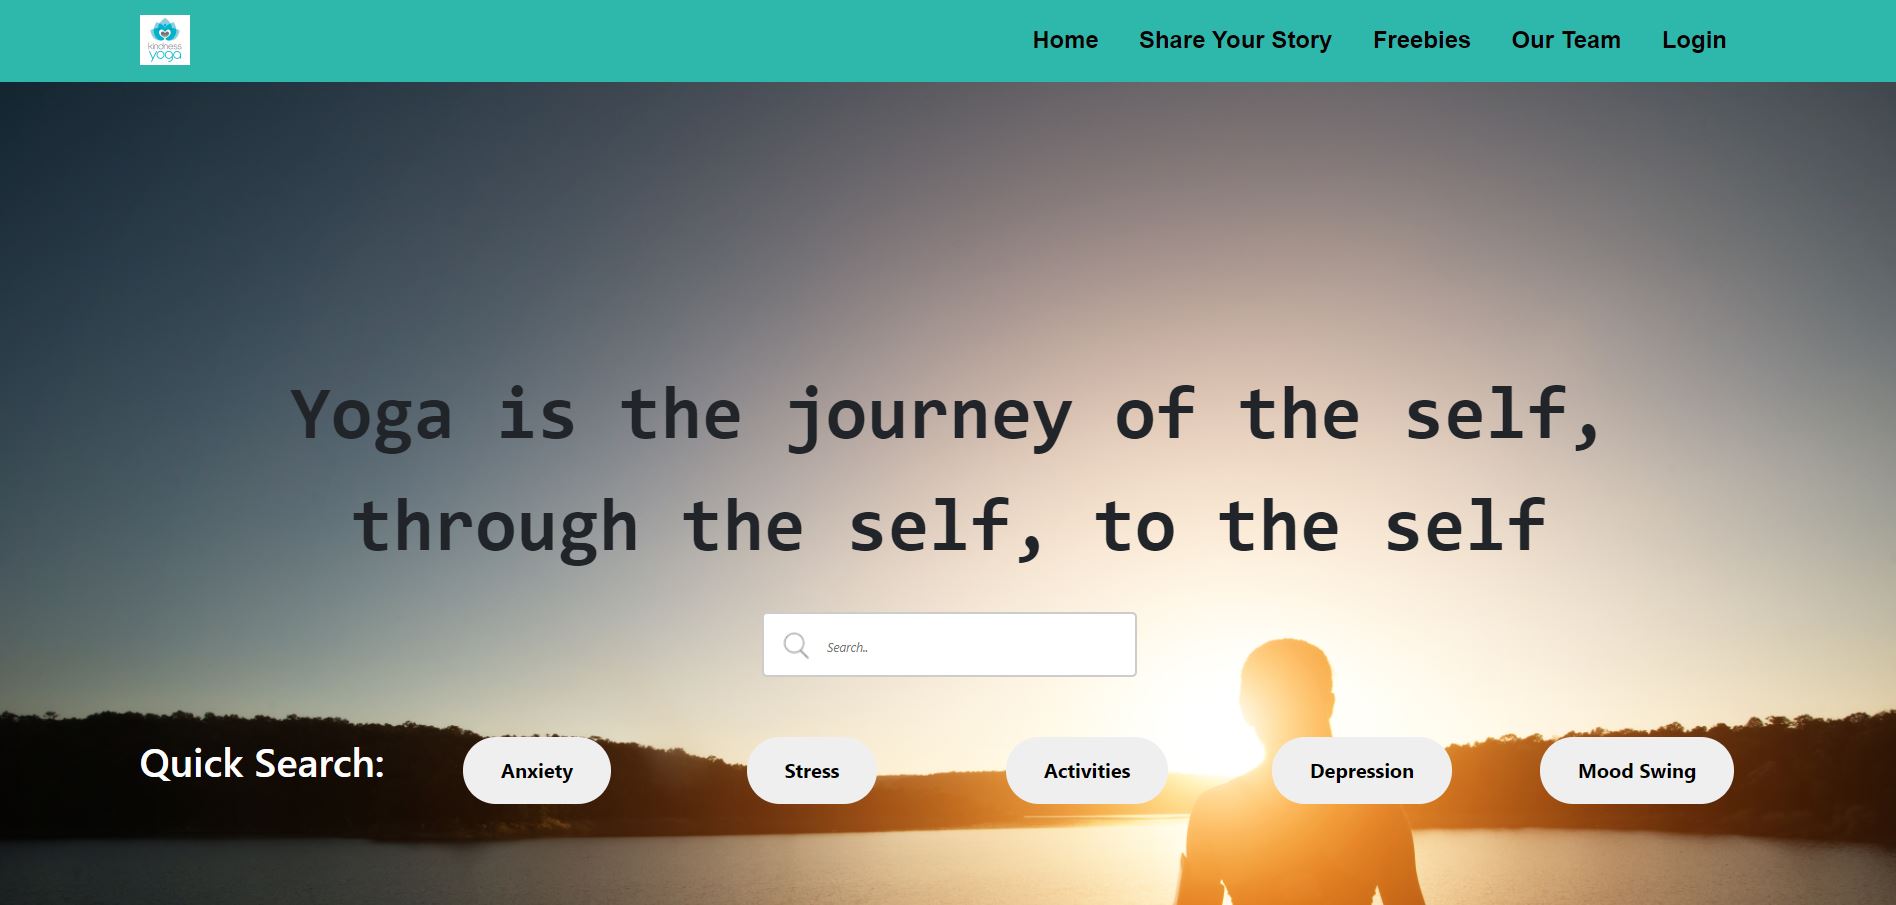 kindness
yoga
Home Share Your Story Freebies Our Team Login
Yoga is the journey of the self,
through the self, to the self
Search..
Quick Search: Anxiety Stress Activities Depression Mood Swing